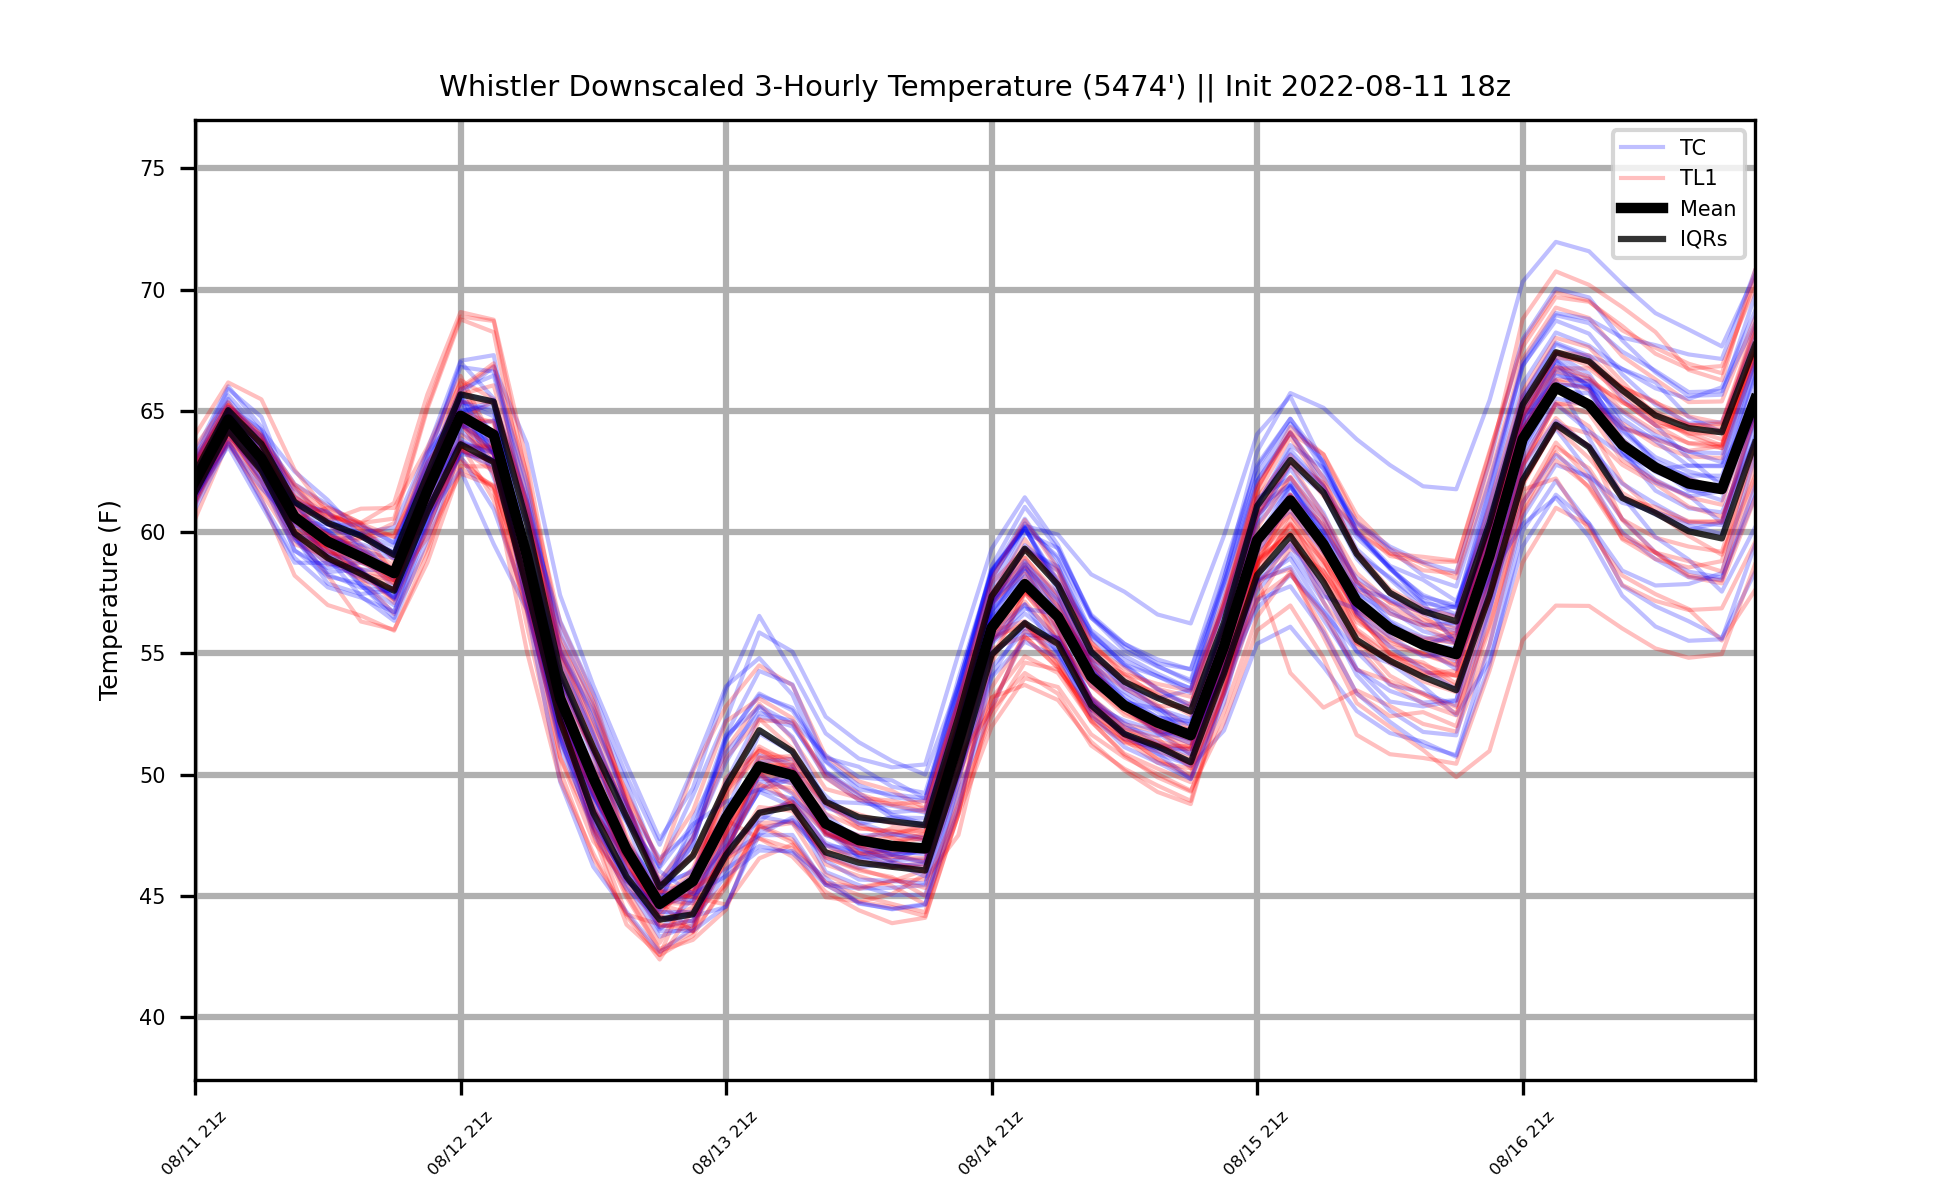 Whistler Downscaled 3-Hourly Temperature (5474') || Init 2022-08-11 18z
TC
TL1
Mean
IQRs
Temperature (F)
75
70
65
60
55
50
45
40
08/11 21z
08/12 21z
08/13 21z
08/14 21z
08/15 21z
08/16 21z